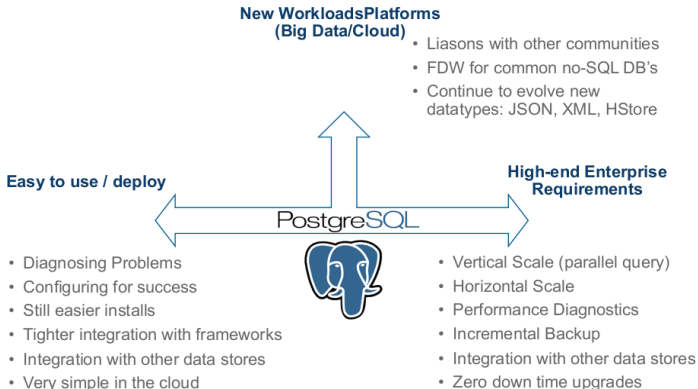 New WorkloadsPlatforms
(Big Data/Cloud)
• Liasons with other communities
• FDW for common no-SQL DB's
• Continue to evolve new
datatypes: JSON, XML, HStore
Easy to use / deploy
High-end Enterprise
Requirements
PostgreSQL
• Diagnosing Problems
• Configuring for success
• Still easier installs
• Tighter integration with frameworks
• Integration with other data stores
• Very simple in the cloud
• Vertical Scale (parallel query)
• Horizontal Scale
• Performance Diagnostics
• Incremental Backup
• Integration with other data stores
• Zero down time upgrades